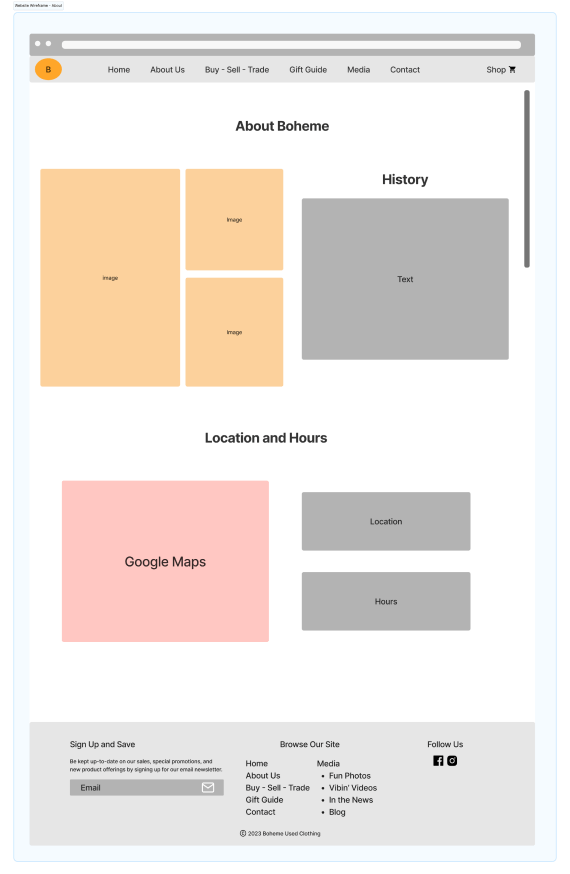 Website Wireframe - About
B
Home
About Us
Buy - Sell - Trade
Gift Guide
Media
Contact
Shop
About Boheme
Image
Image
Image
History
Text
Location and Hours
Google Maps
Location
Hours
Sign Up and Save
Be kept up-to-date on our sales, special promotions, and
new product offerings by signing up for our email newsletter.
Email
Browse Our Site
Home
About Us
Buy - Sell - Trade
Gift Guide
Contact
Media
• Fun Photos
• Vibin' Videos
• In the News
• Blog
Follow Us
© 2023 Boheme Used Clothing